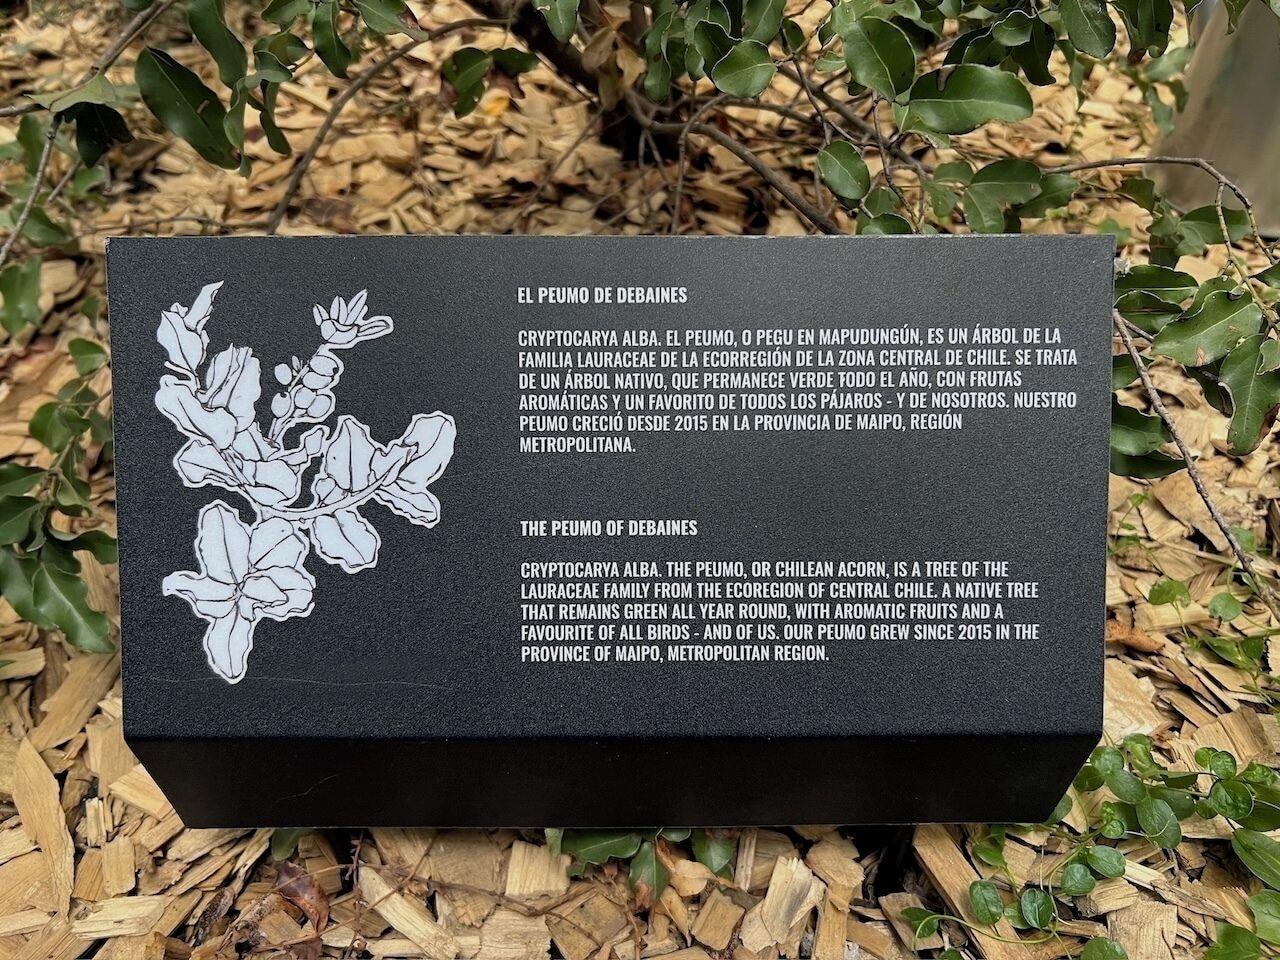 EL PEUMO DE DEBAINES
CRYPTOCARYA ALBA. EL PEUMO, O PEGU EN MAPUDUNGÚN, ES UN ÁRBOL DE LA
FAMILIA LAURACEAE DE LA ECORREGIÓN DE LA ZONA CENTRAL DE CHILE. SE TRATA
DE UN ÁRBOL NATIVO, QUE PERMANECE VERDE TODO EL AÑO, CON FRUTAS
AROMÁTICAS Y UN FAVORITO DE TODOS LOS PÁJAROS - Y DE NOSOTROS. NUESTRO
PEUMO CRECIÓ DESDE 2015 EN LA PROVINCIA DE MAIPO, REGIÓN
METROPOLITANA.
THE PEUMO OF DEBAINES
CRYPTOCARYA ALBA. THE PEUMO, OR CHILEAN ACORN, IS A TREE OF THE
LAURACEAE FAMILY FROM THE ECOREGION OF CENTRAL CHILE. A NATIVE TREE
THAT REMAINS GREEN ALL YEAR ROUND, WITH AROMATIC FRUITS AND A
FAVOURITE OF ALL BIRDS - AND OF US. OUR PEUMO GREW SINCE 2015 IN THE
PROVINCE OF MAIPO, METROPOLITAN REGION.